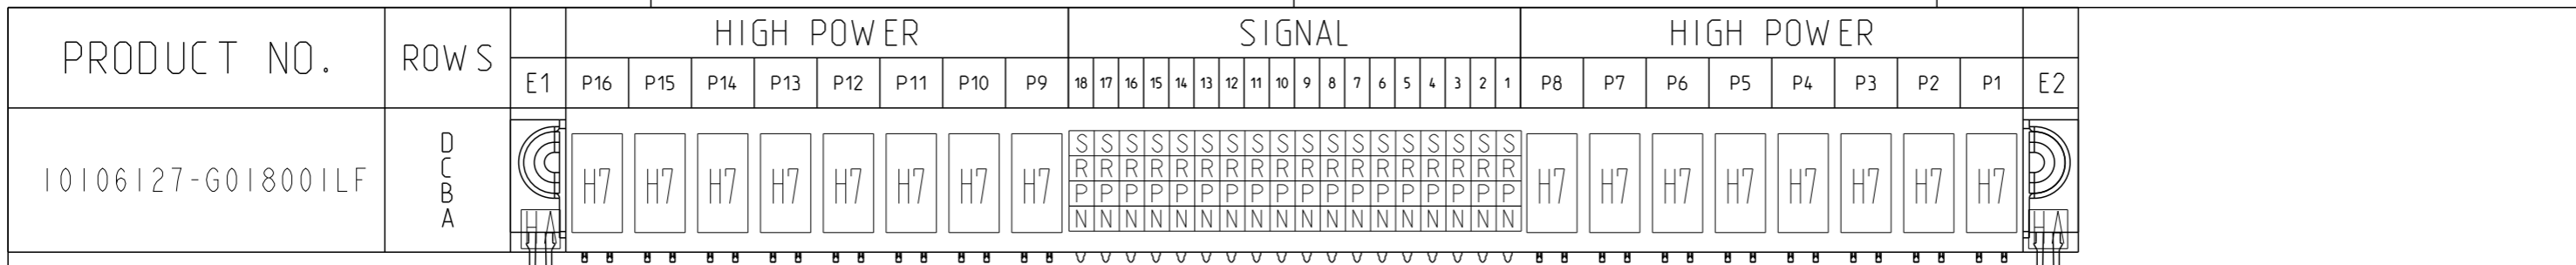 HIGH POWER SIGNAL HIGH POWER
PRODUCT NO. ROWS
E1 P16 P15 P14 P13 P12 P11 P10 P9 18 17 16 15 14 13 12 11 10 9 8 7 6 5 4 3 2 1 P8 P7 P6 P5 P4 P3 P2 P1 E2
D S S S S S S S S S S S S S S S S S S
C R R R R R R R R R R R R R R R R R R
10106127-G018001LF H7 H7 H7 H7 H7 H7 H7 H7 H7 H7 H7 H7 H7 H7 H7 H7
B P P P P P P P P P P P P P P P P P P
A N N N N N N N N N N N N N N N N N N
HA HA